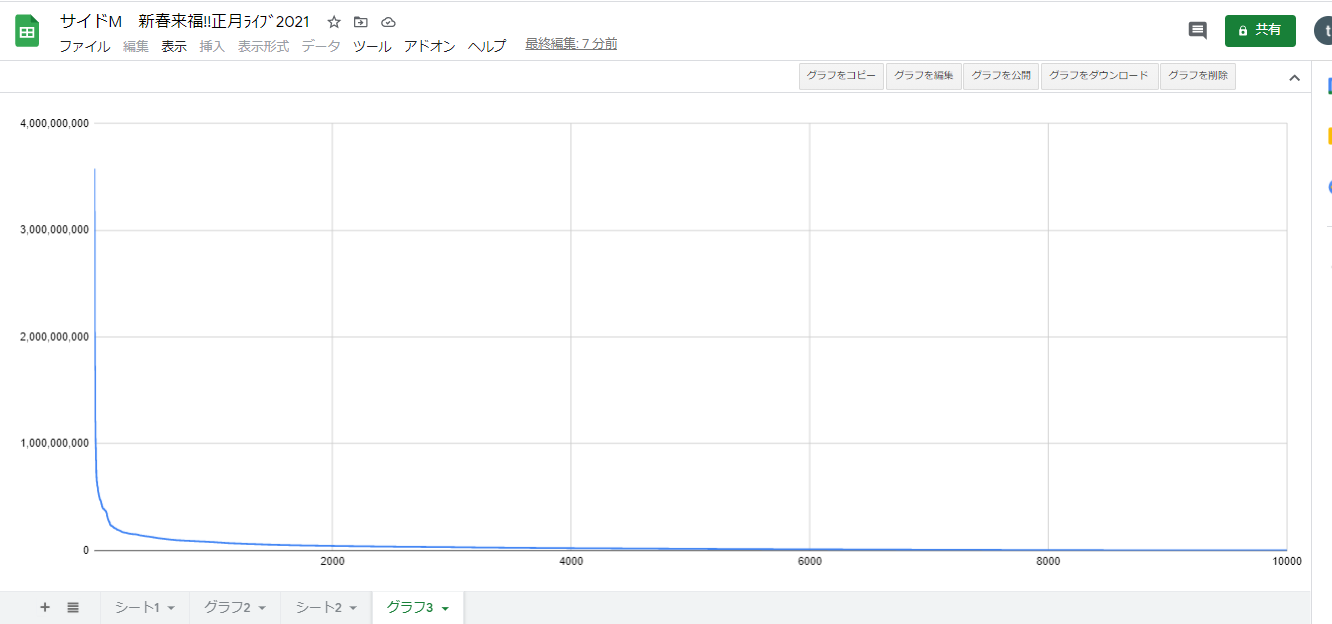 サイドM　新春来福!!正月ﾗｲﾌﾞ2021
ファイル 編集 表示 挿入 表示形式 データ ツール アドオン ヘルプ 最終編集: 7 分前
共有
t
グラフをコピー グラフを編集 グラフを公開 グラフをダウンロード グラフを削除
4,000,000,000
3,000,000,000
2,000,000,000
1,000,000,000
0
2000 4000 6000 8000 10000
シート1 グラフ2 シート2 グラフ3